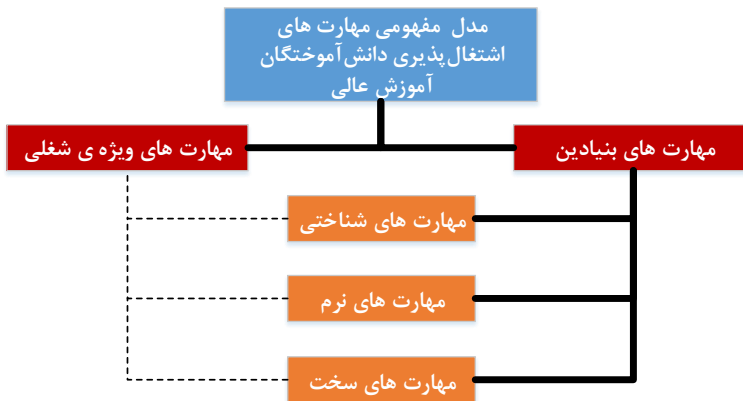 مدل مفهومی مهارت های
اشتغال‌پذیری دانش‌آموختگان
آموزش عالی
مهارت های بنیادین
مهارت های ویژه ی شغلی
مهارت های شناختی
مهارت های نرم
مهارت های سخت